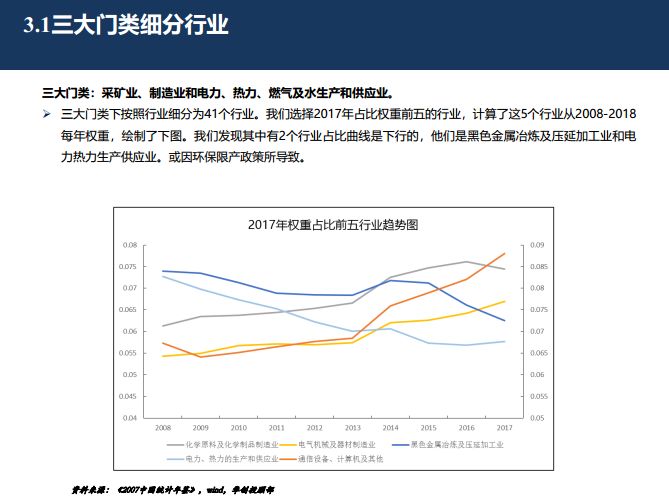 3.1三大门类细分行业
三大门类：采矿业、制造业和电力、热力、燃气及水生产和供应业。
➢ 三大门类下按照行业细分为41个行业。我们选择2017年占比权重前五的行业，计算了这5个行业从2008-2018
每年权重，绘制了下图。我们发现其中有2个行业占比曲线是下行的，他们是黑色金属冶炼及压延加工业和电
力热力生产供应业。或因环保限产政策所导致。
2017年权重占比前五行业趋势图
0.08 0.09
0.075 0.085
0.07 0.08
0.065 0.075
0.06 0.07
0.055 0.065
0.05 0.06
0.045 0.055
0.04 0.05
2008 2009 2010 2011 2012 2013 2014 2015 2016 2017
化学原料及化学制品制造业 电气机械及器材制造业 黑色金属冶炼及压延加工业
电力、热力的生产和供应业 通信设备、计算机及其他
资料来源：《2007中国统计年鉴》，wind，华创投顾部